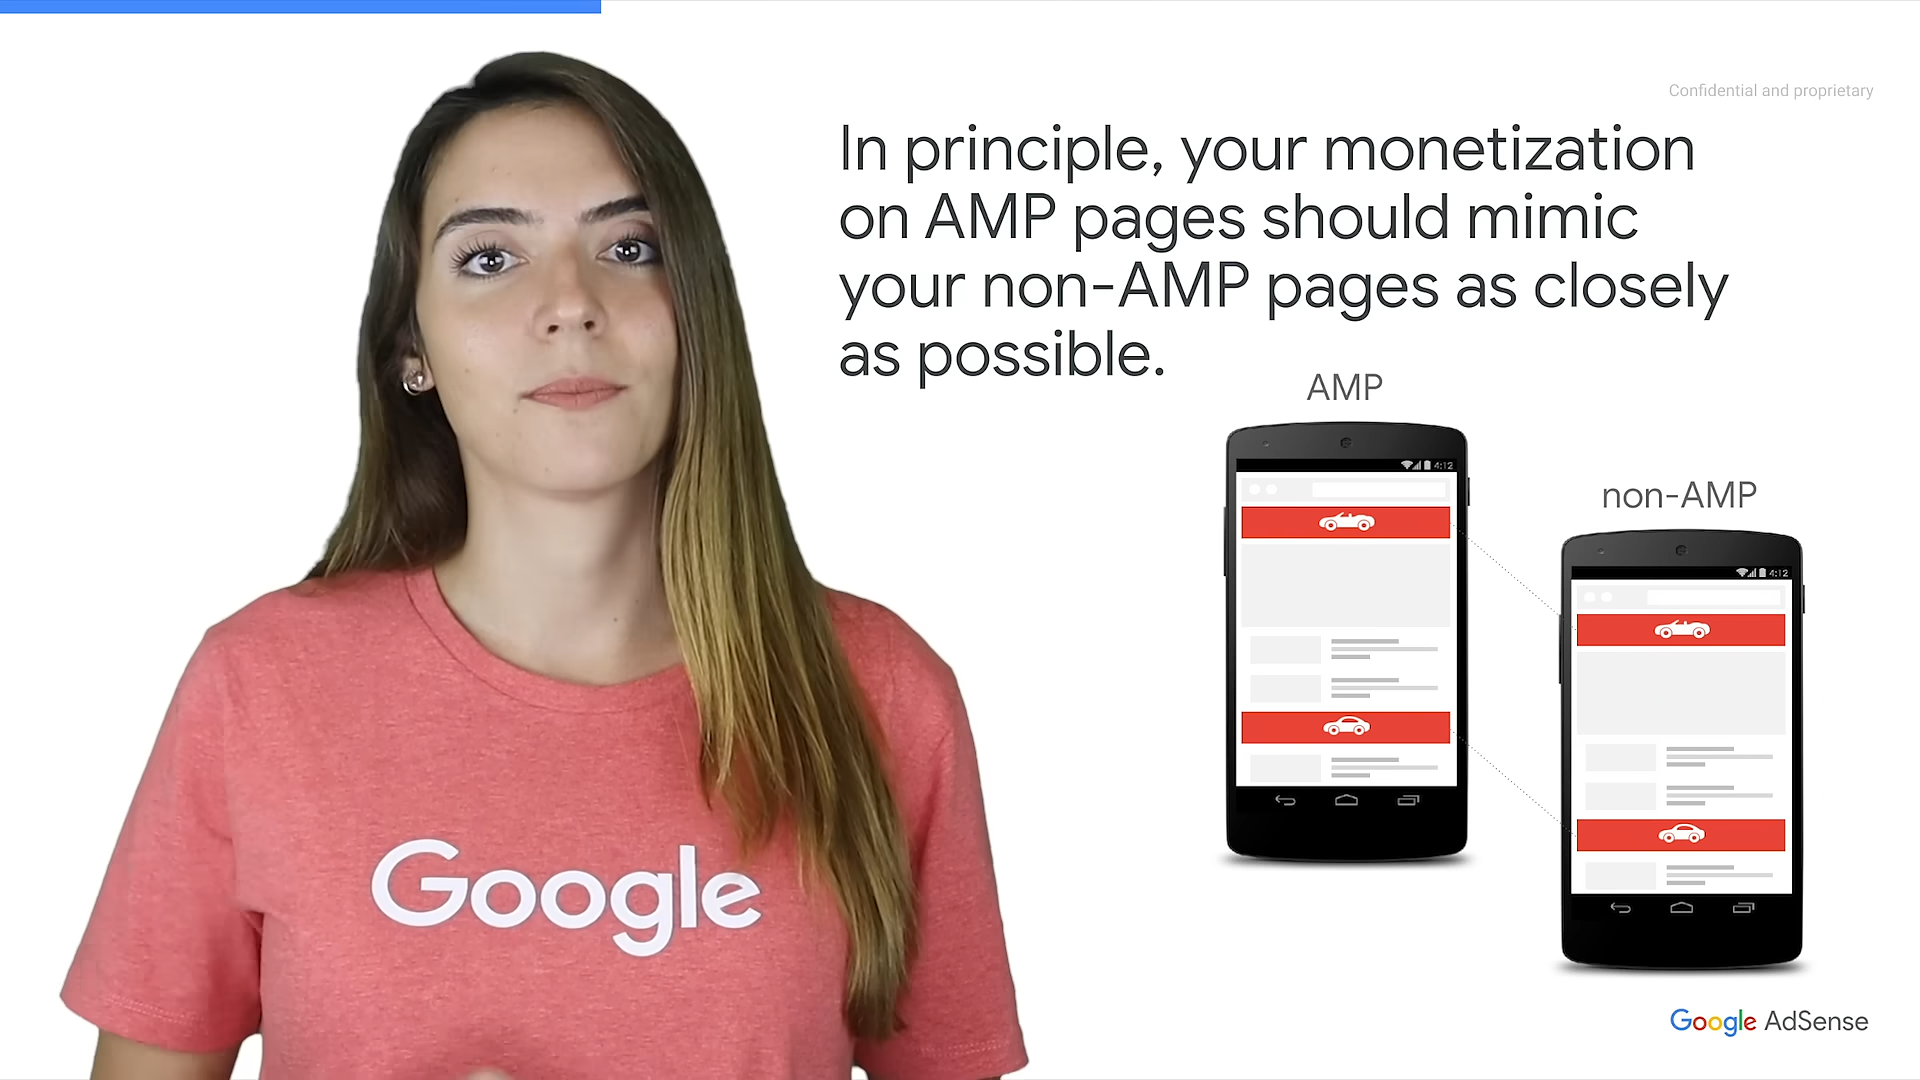 Confidential and proprietary
In principle, your monetization
on AMP pages should mimic
your non-AMP pages as closely
as possible.
AMP
4:12
non-AMP
4:12
Google
Google AdSense